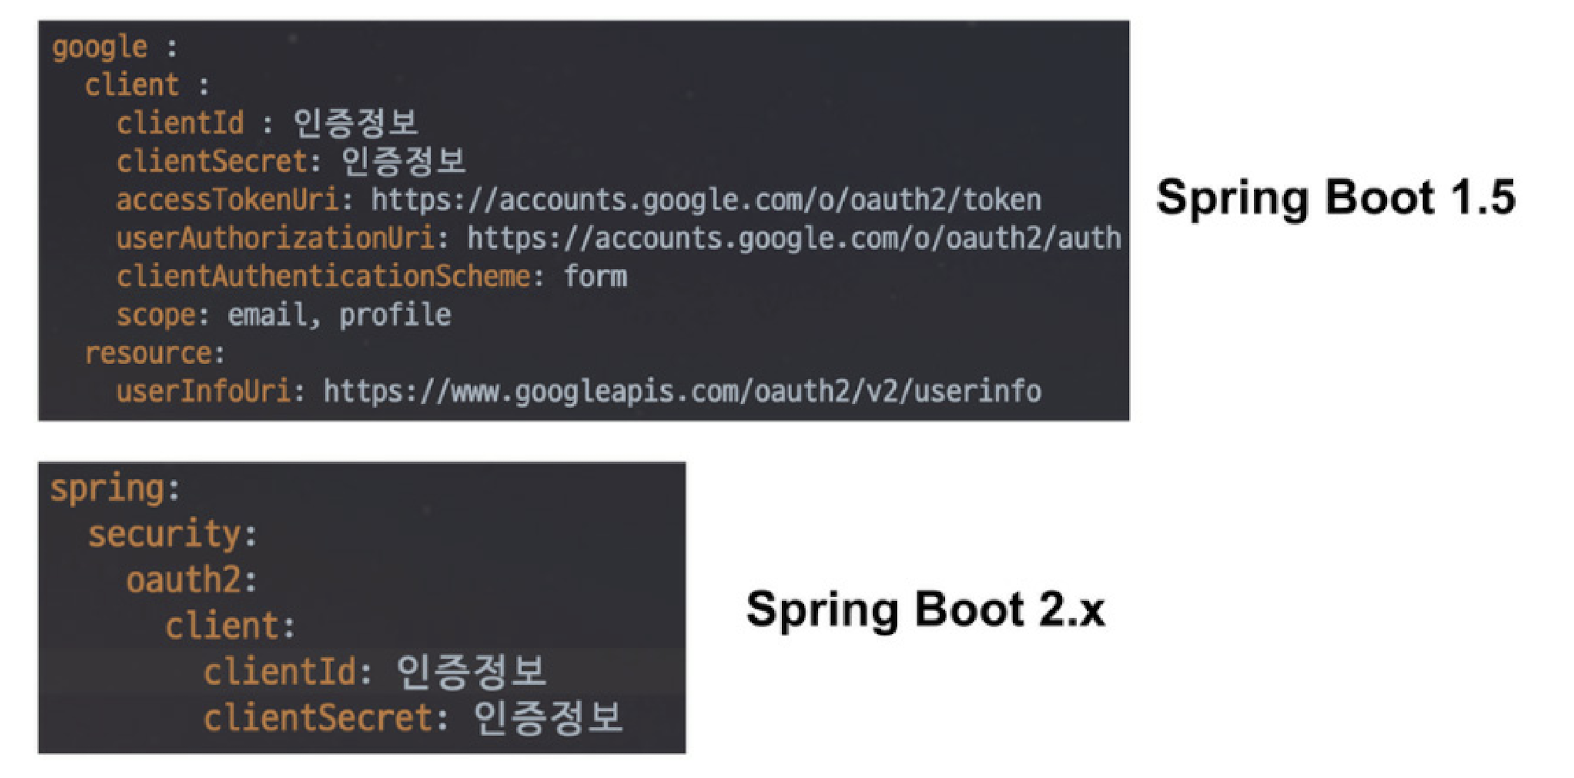 google :
client :
clientId : 인증정보
clientSecret: 인증정보
accessTokenUri: https://accounts.google.com/o/oauth2/token
userAuthorizationUri: https://accounts.google.com/o/oauth2/auth
clientAuthenticationScheme: form
scope: email, profile
resource:
userInfoUri: https://www.googleapis.com/oauth2/v2/userinfo
Spring Boot 1.5
spring:
security:
oauth2:
client:
clientId: 인증정보
clientSecret: 인증정보
Spring Boot 2.x